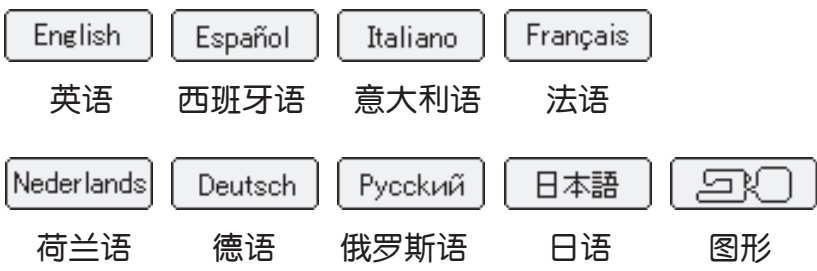 English Español Italiano Français
英语 西班牙语 意大利语 法语
Nederlands Deutsch Русский 日本語
荷兰语 德语 俄罗斯语 日语 图形